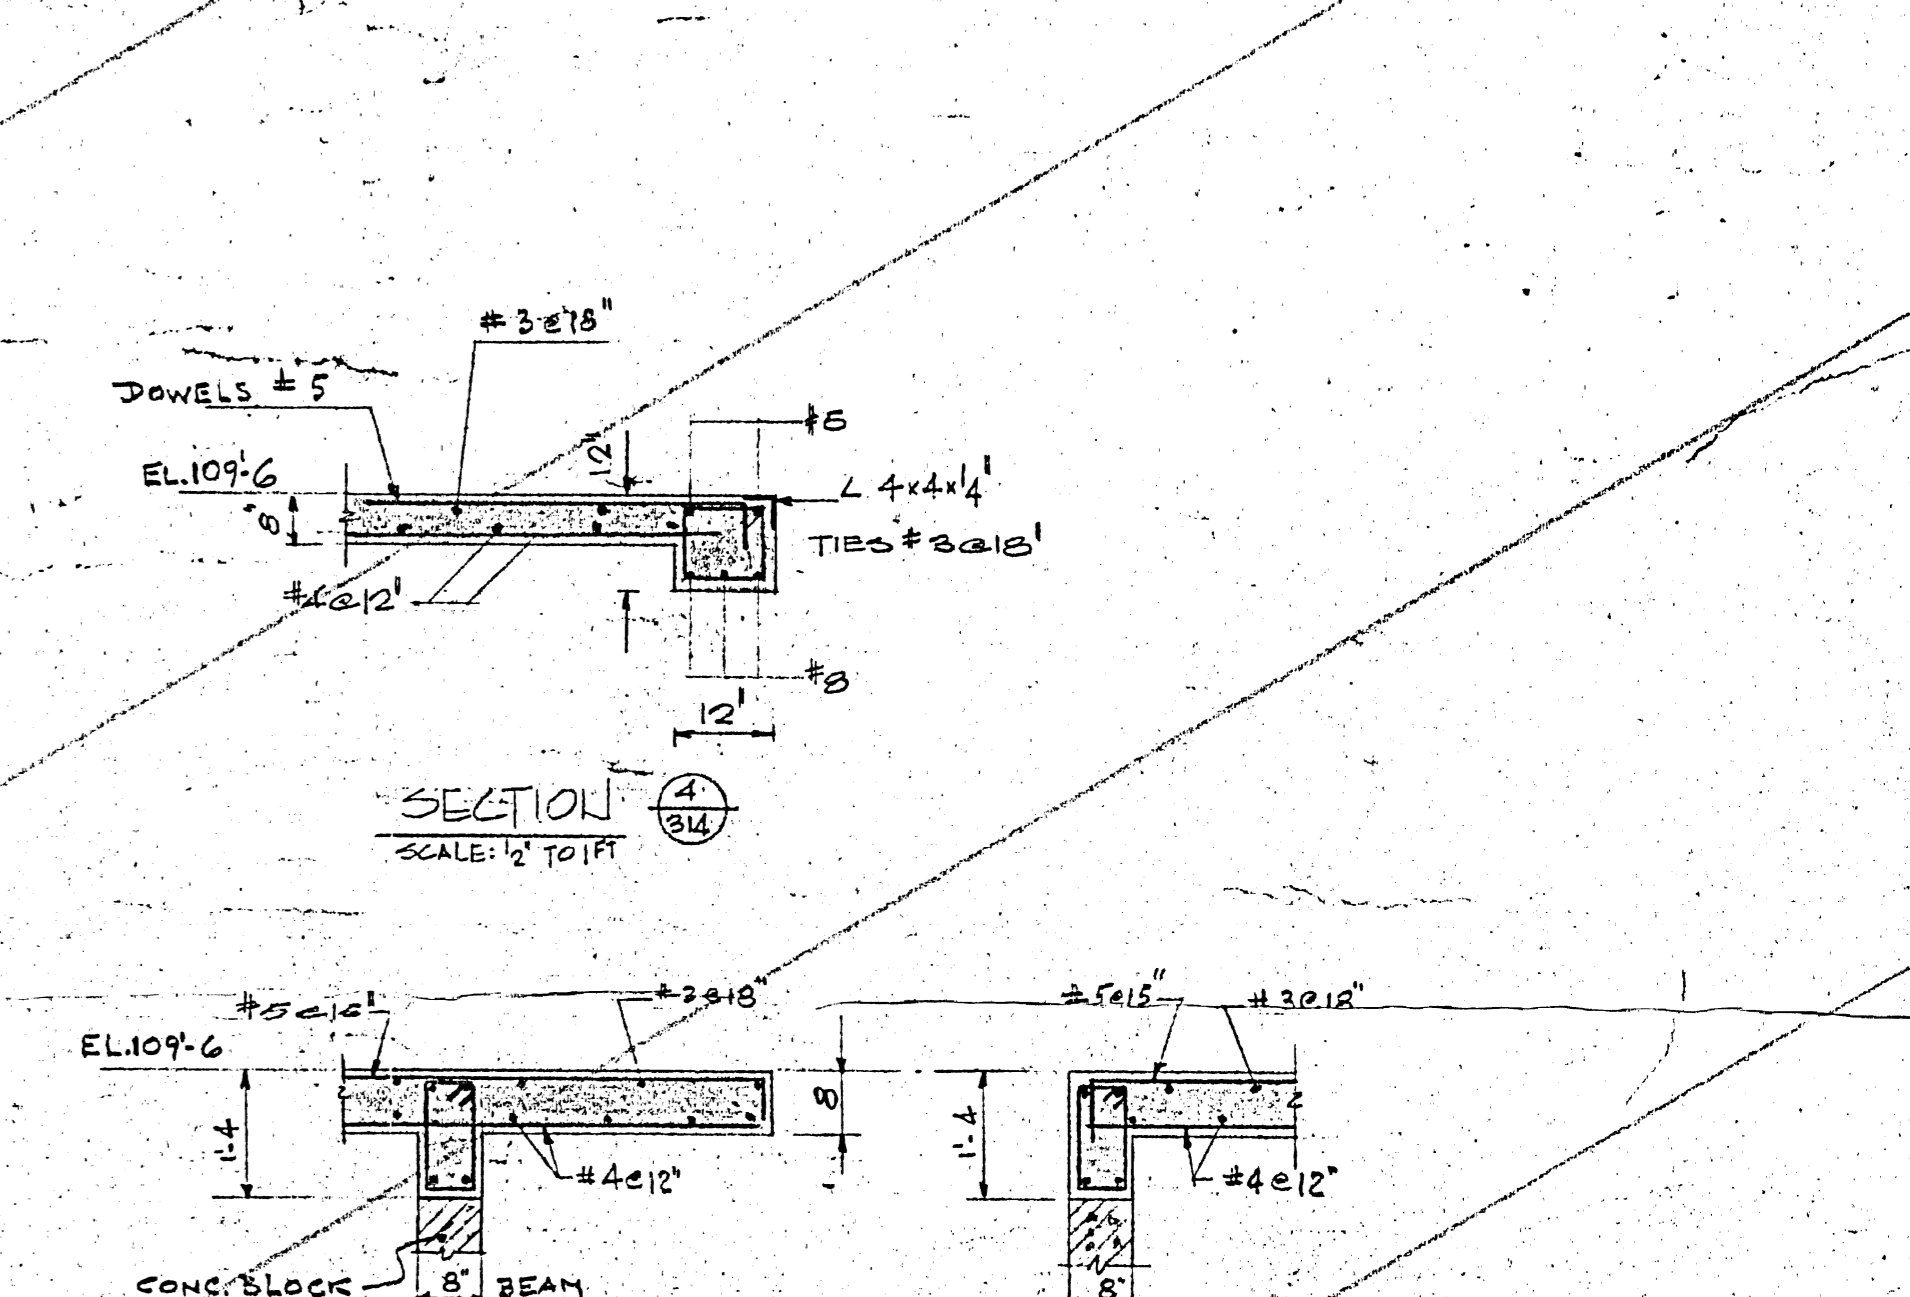 # 3 @ 18"
DOWELS # 5
#5
12"
EL.109'-6
L 4x4x1/4"
8"
TIES # 3@18"
#4@12"
#8
12"
SECTION 4
314
SCALE: 1/2" TO 1FT
#3@18"
#5@15"
#3@18"
EL.109'-6
8
1'-4
1'-4
#4@12"
#4@12"
CONC. BLOCK
8"
BEAM
8"